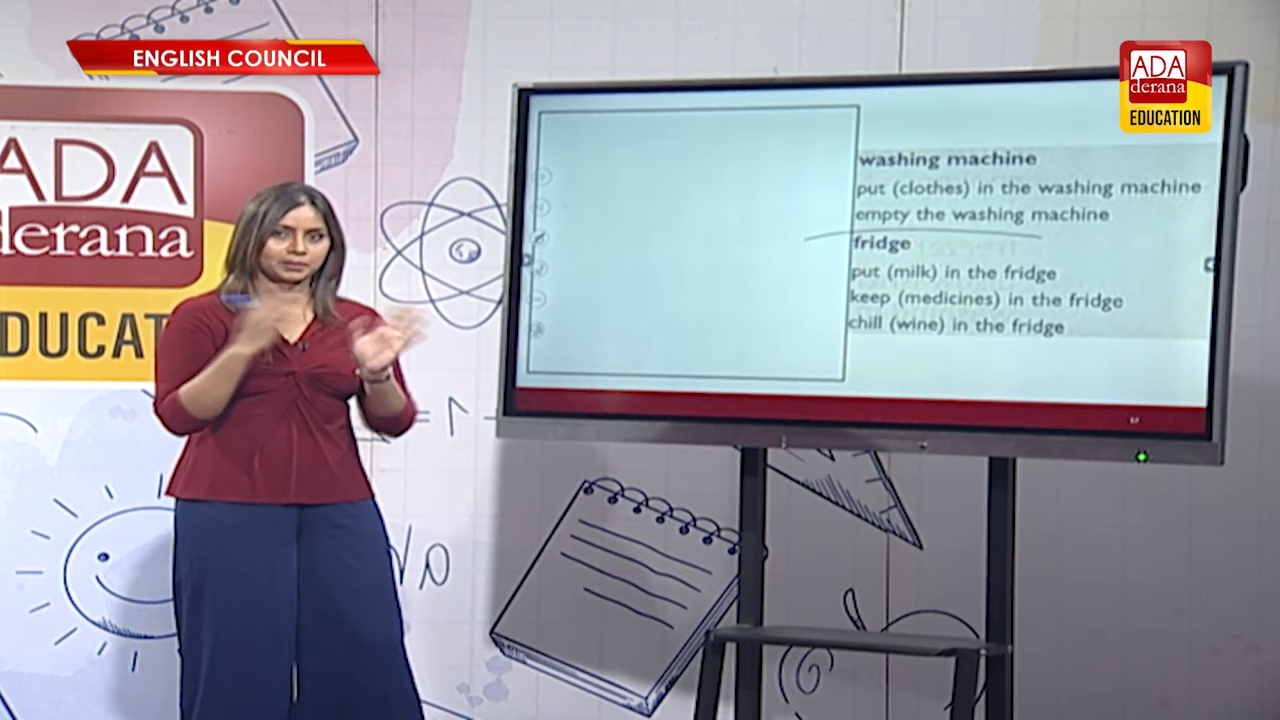 ENGLISH COUNCIL
ADA
derana
EDUCATION
ADA
derana
EDUCAT
washing machine
put (clothes) in the washing machine
empty the washing machine
fridge
put (milk) in the fridge
keep (medicines) in the fridge
chill (wine) in the fridge